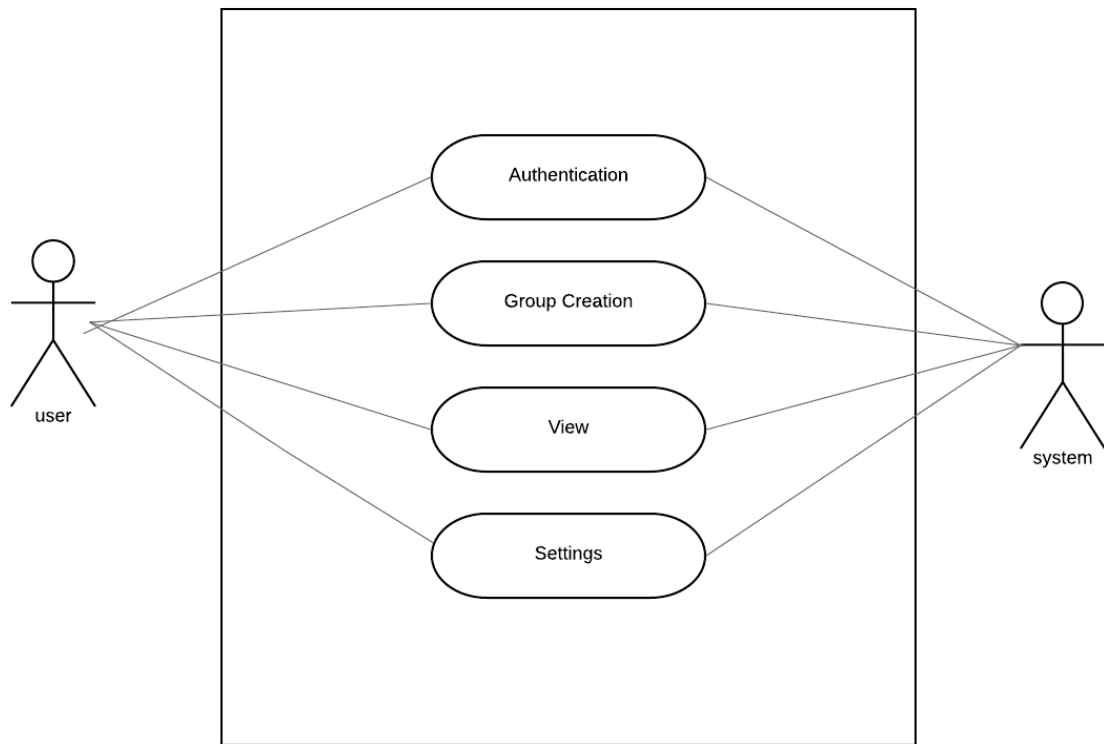 Authentication
Group Creation
user
View
system
Settings